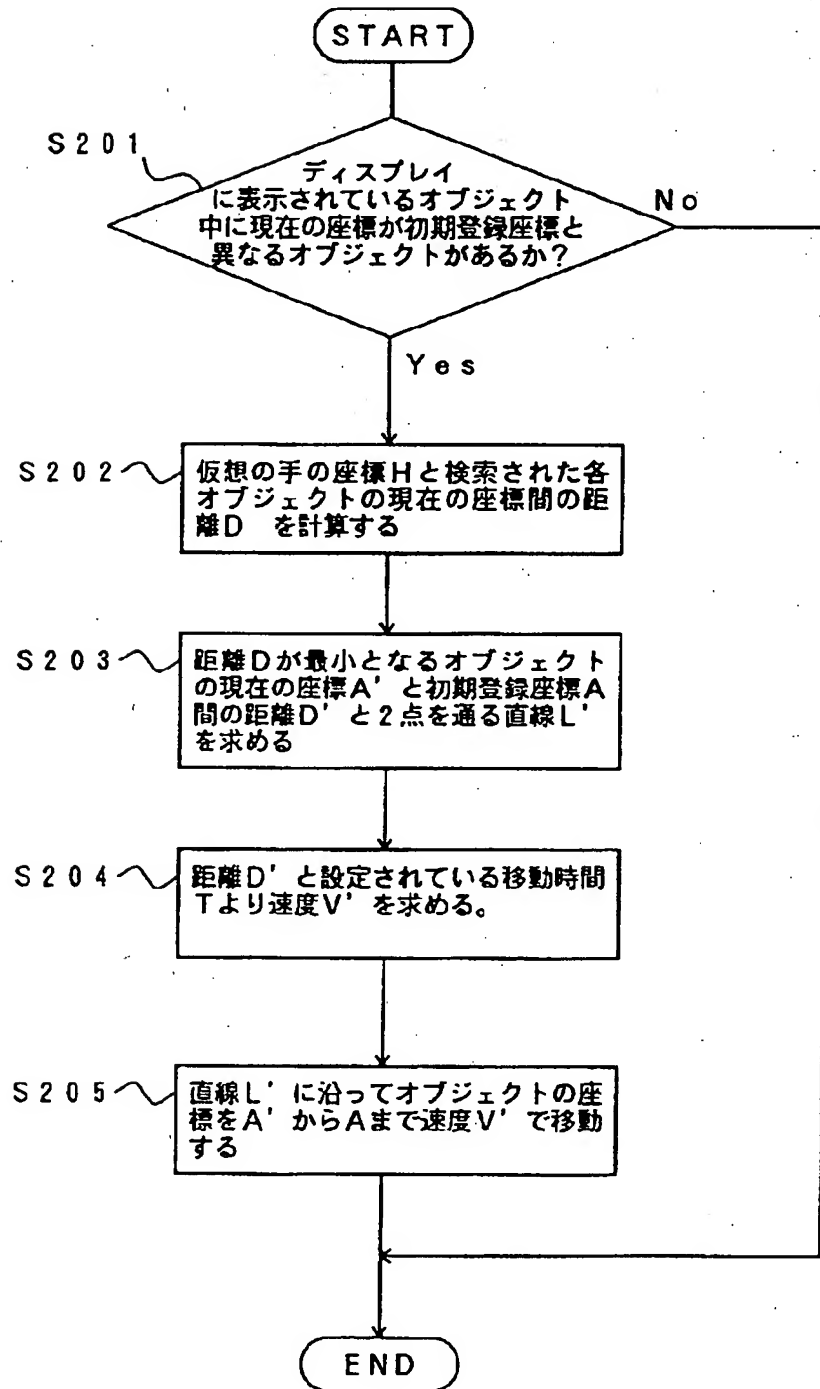 START
S201
ディスプレイ
に表示されているオブジェクト
中に現在の座標が初期登録座標と
異なるオブジェクトがあるか?
No
Yes
S202
仮想の手の座標Hと検索された各
オブジェクトの現在の座標間の距
離D を計算する
S203
距離Dが最小となるオブジェクト
の現在の座標A'と初期登録座標A
間の距離D'と2点を通る直線L'
を求める
S204
距離D'と設定されている移動時間
Tより速度V'を求める。
S205
直線L'に沿ってオブジェクトの座
標をA'からAまで速度V'で移動
する
END